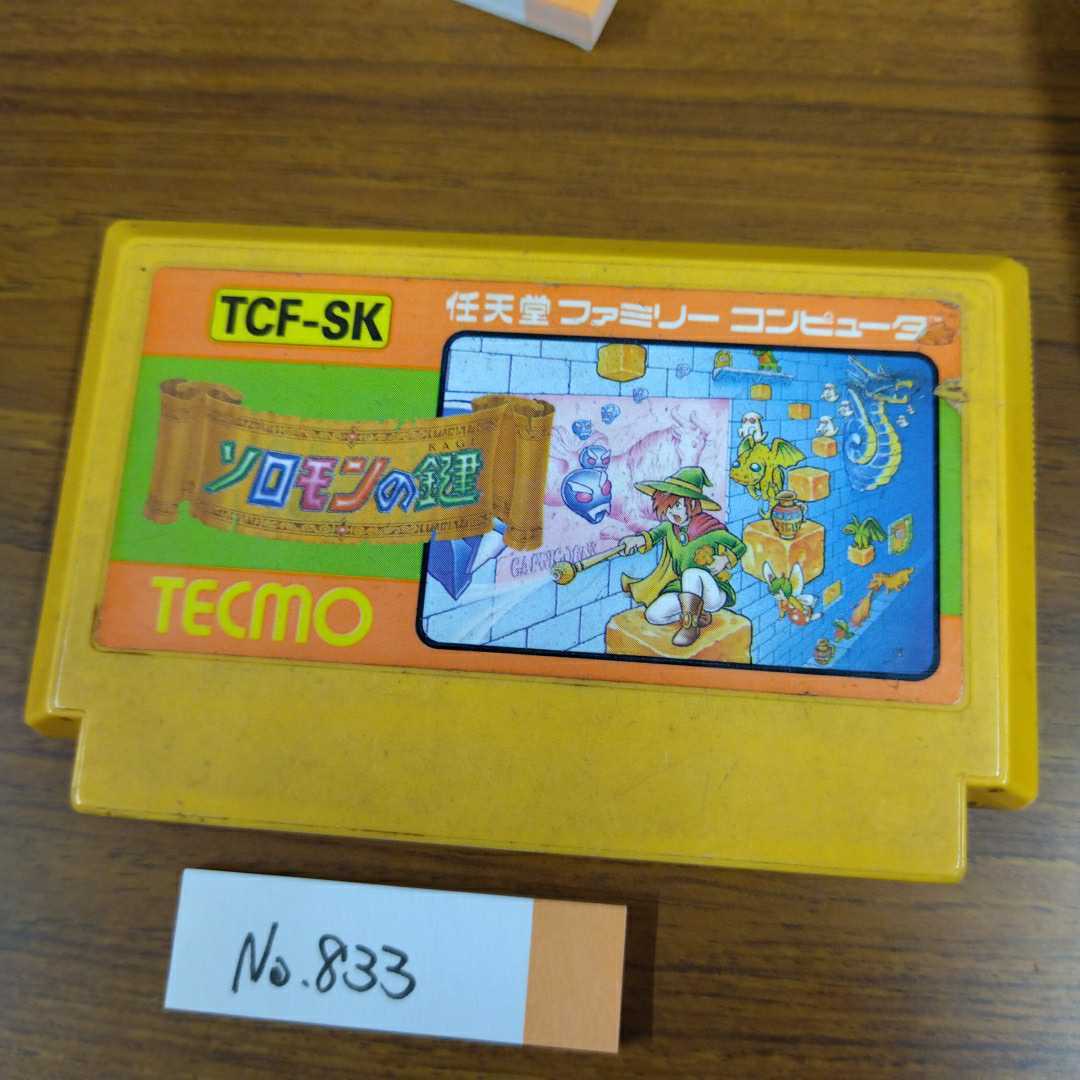 TCF-SK
任天堂 ファミリー コンピュータ
KAGI
ソロモンの鍵
TECMO
No.833